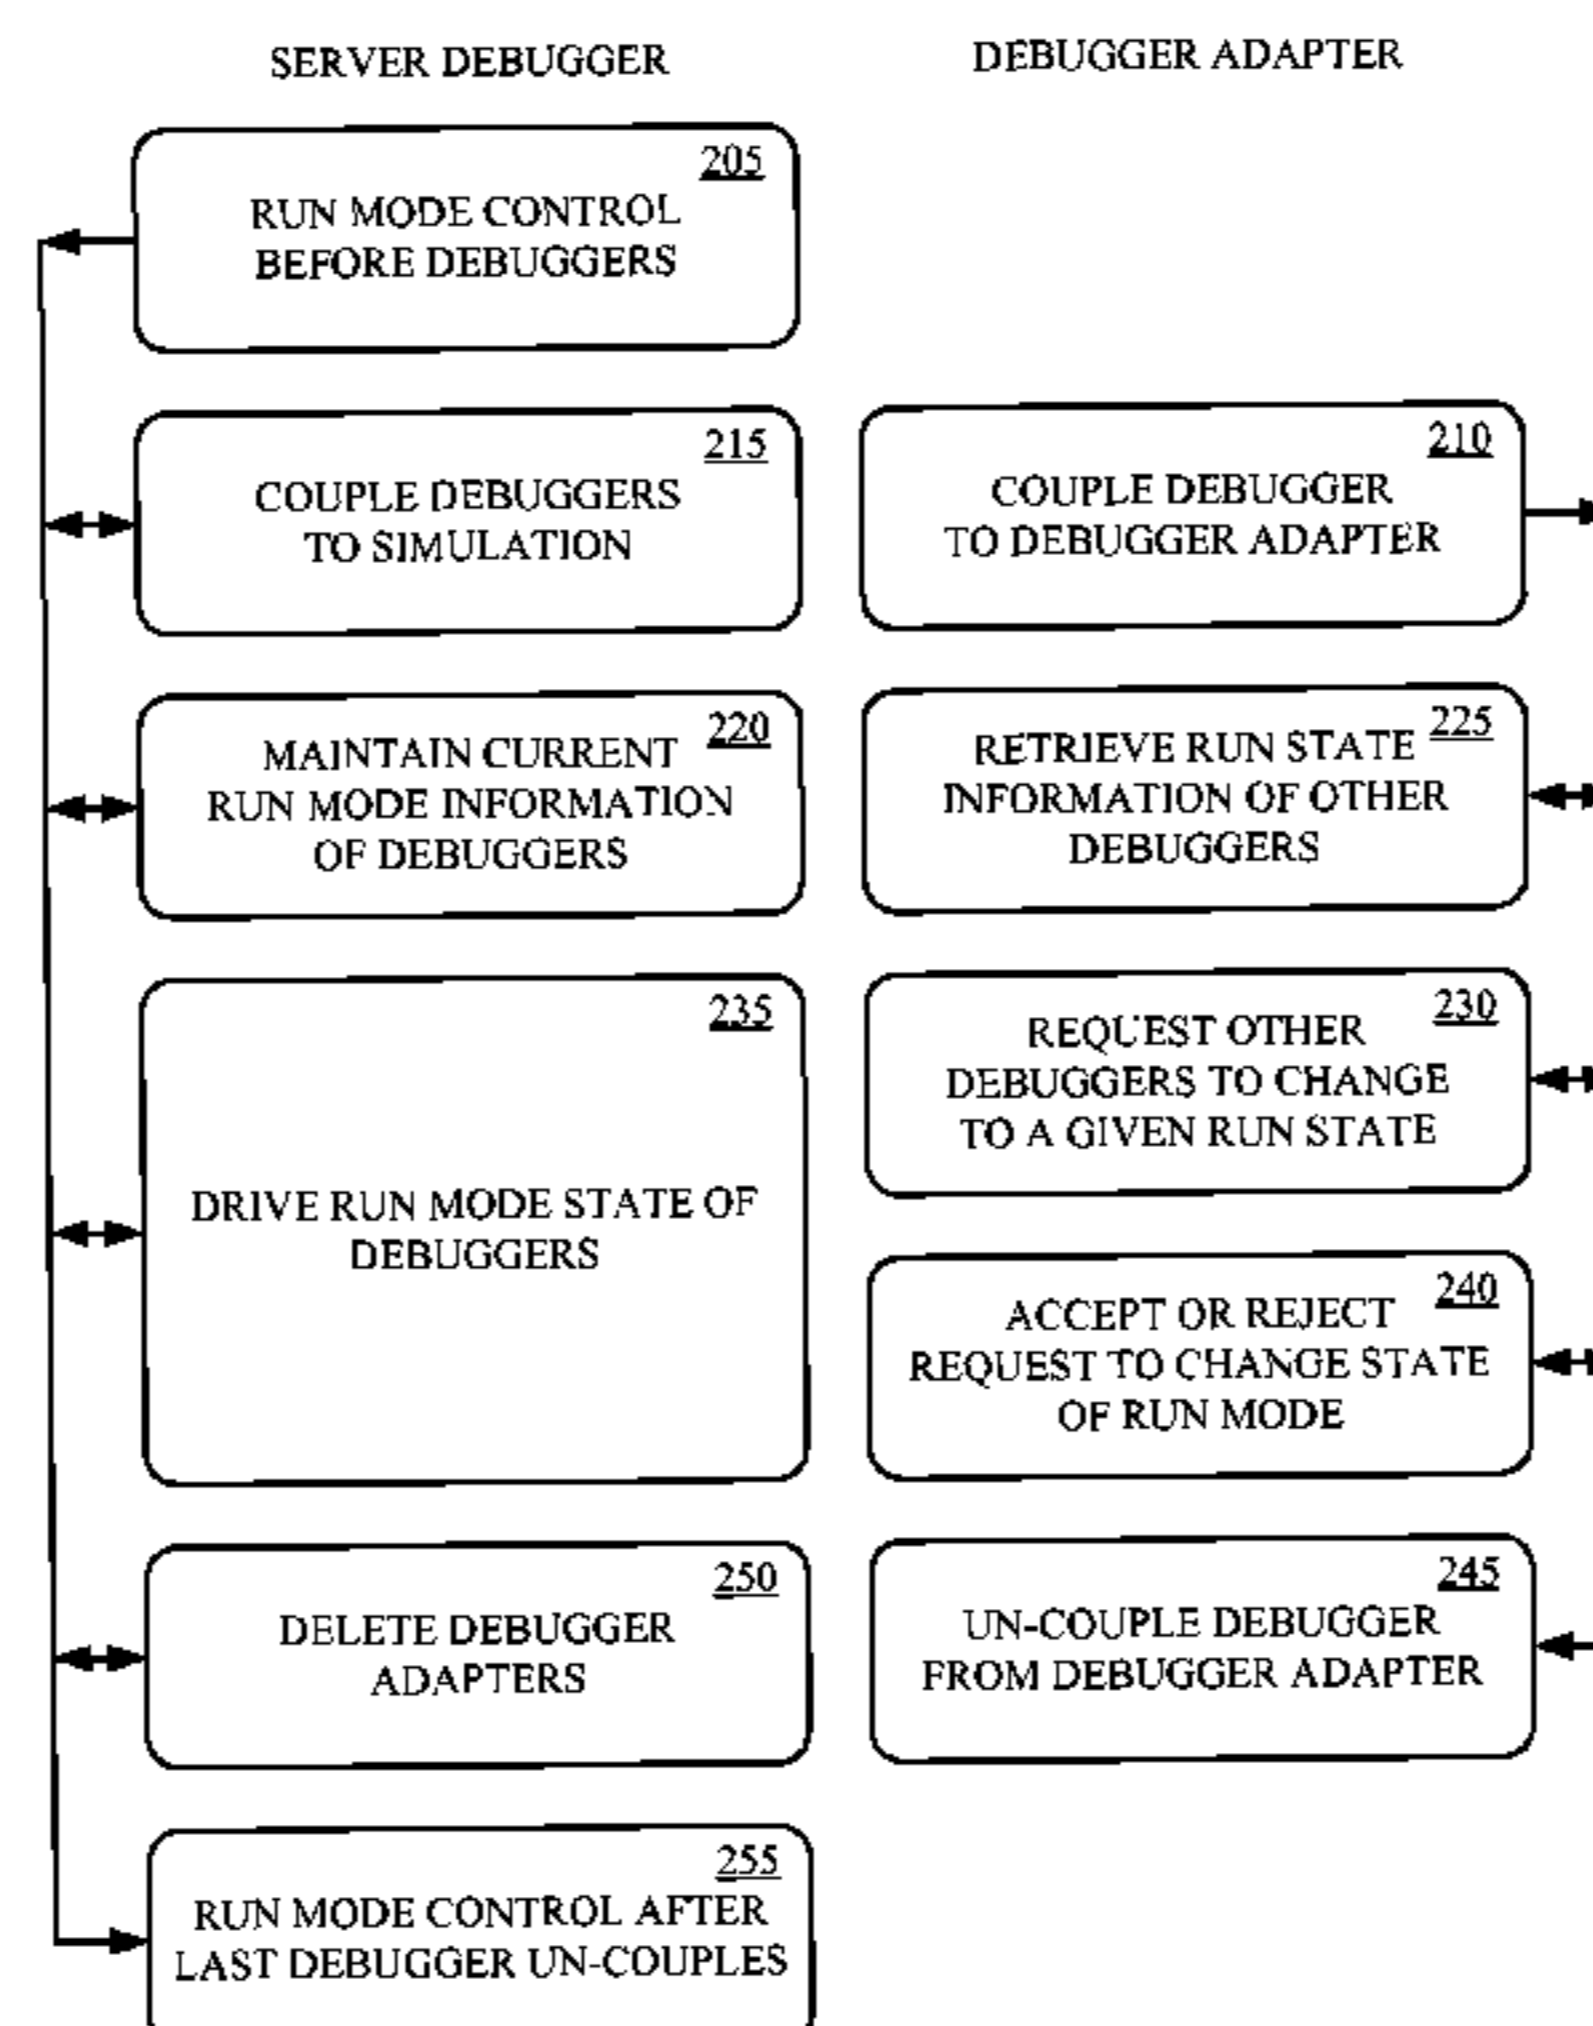 SERVER DEBUGGER
DEBUGGER ADAPTER
205
RUN MODE CONTROL
BEFORE DEBUGGERS
215
COUPLE DEBUGGERS
TO SIMULATION
210
COUPLE DEBUGGER
TO DEBUGGER ADAPTER
220
MAINTAIN CURRENT
RUN MODE INFORMATION
OF DEBUGGERS
225
RETRIEVE RUN STATE
INFORMATION OF OTHER
DEBUGGERS
235
DRIVE RUN MODE STATE OF
DEBUGGERS
230
REQUEST OTHER
DEBUGGERS TO CHANGE
TO A GIVEN RUN STATE
240
ACCEPT OR REJECT
REQUEST TO CHANGE STATE
OF RUN MODE
250
DELETE DEBUGGER
ADAPTERS
245
UN-COUPLE DEBUGGER
FROM DEBUGGER ADAPTER
255
RUN MODE CONTROL AFTER
LAST DEBUGGER UN-COUPLES